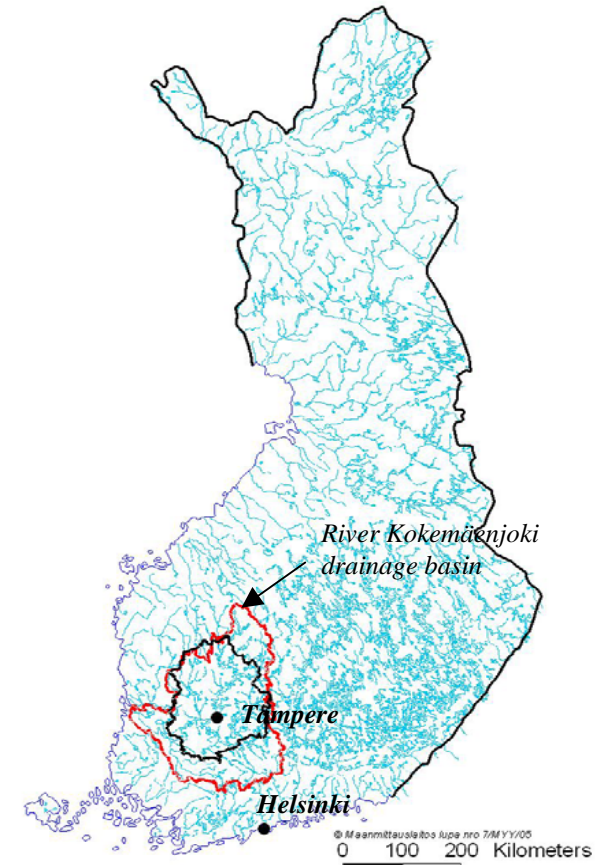 River Kokemäenjoki
drainage basin
Tampere
Helsinki
© Maanmittauslaitos lupa nro 7/MYY/05
0 100 200 Kilometers